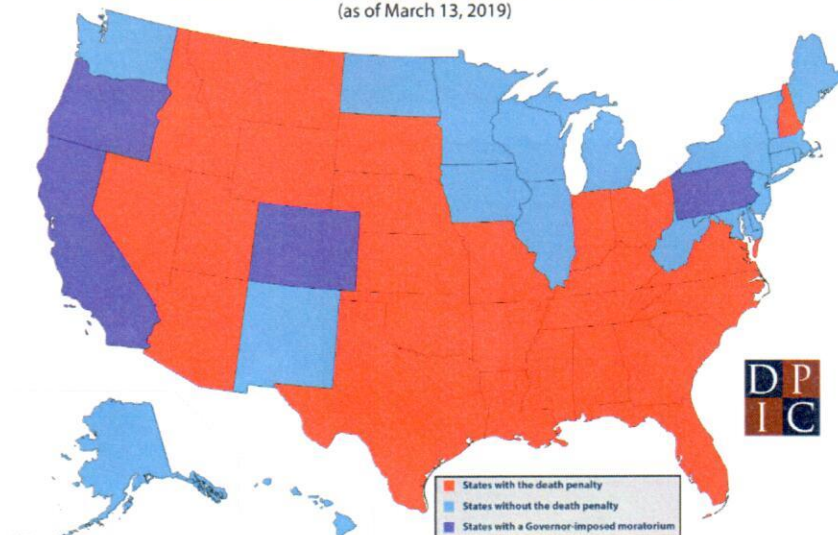 (as of March 13, 2019)
D P
I C
States with the death penalty
States without the death penalty
States with a Governor-imposed moratorium